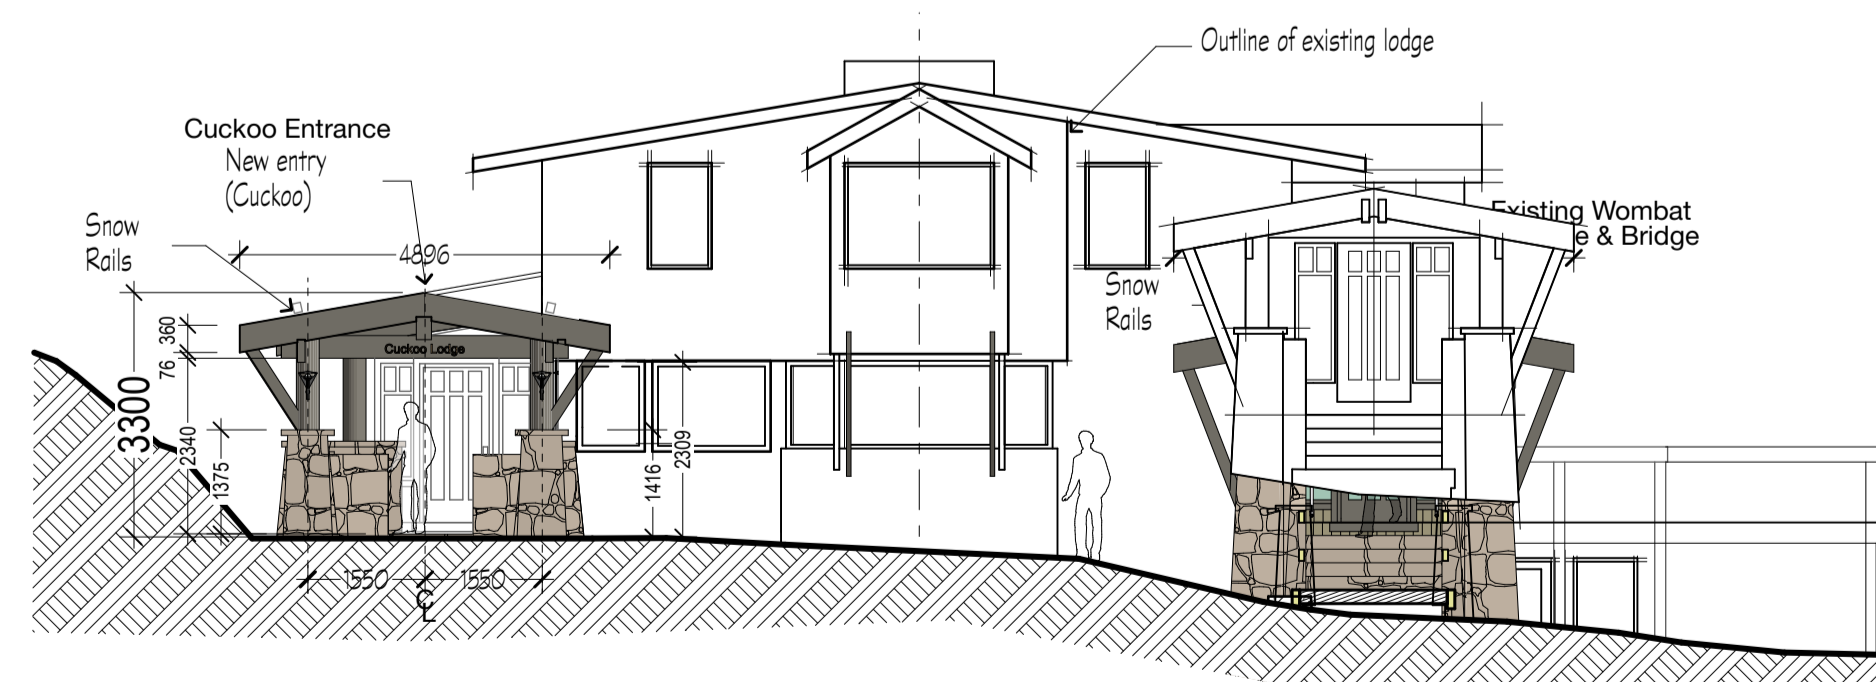 Outline of existing lodge
Cuckoo Entrance
New entry
(Cuckoo)
Snow
Rails
4896
Existing Wombat
e & Bridge
Snow
Rails
360
76
Cuckoo Lodge
3300
2340
1375
1416
2309
1550
1550
CL